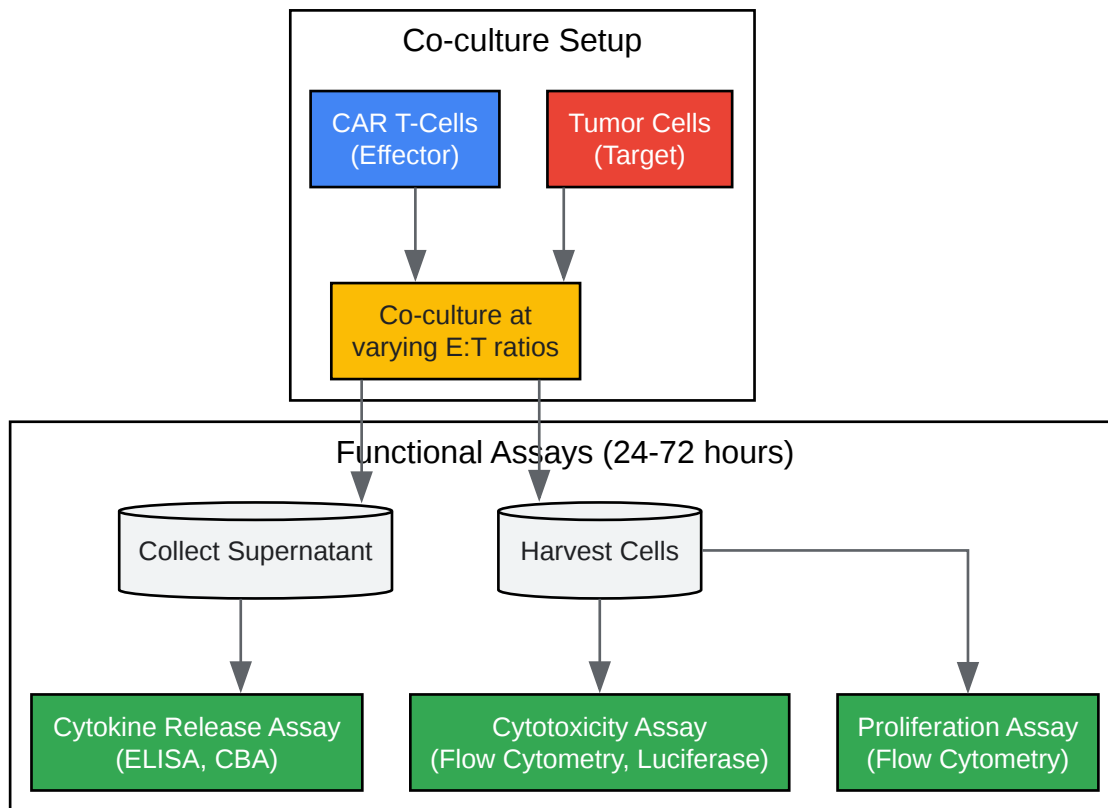 Co-culture Setup
CAR T-Cells
(Effector)
Tumor Cells
(Target)
Co-culture at
varying E:T ratios
Functional Assays (24-72 hours)
Collect Supernatant
Harvest Cells
Cytokine Release Assay
(ELISA, CBA)
Cytotoxicity Assay
(Flow Cytometry, Luciferase)
Proliferation Assay
(Flow Cytometry)